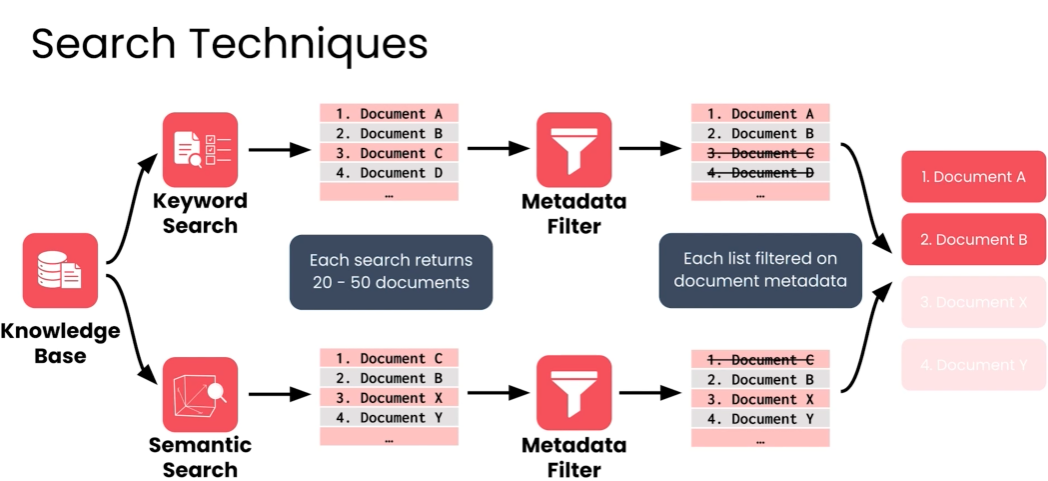 Search Techniques
Knowledge
Base
Keyword
Search
1. Document A
2. Document B
3. Document C
4. Document D
...
Metadata
Filter
1. Document A
2. Document B
3. Document C
4. Document D
...
Each search returns
20 - 50 documents
Each list filtered on
document metadata
Semantic
Search
1. Document C
2. Document B
3. Document X
4. Document Y
...
Metadata
Filter
1. Document C
2. Document B
3. Document X
4. Document Y
...
1. Document A
2. Document B
3. Document X
4. Document Y